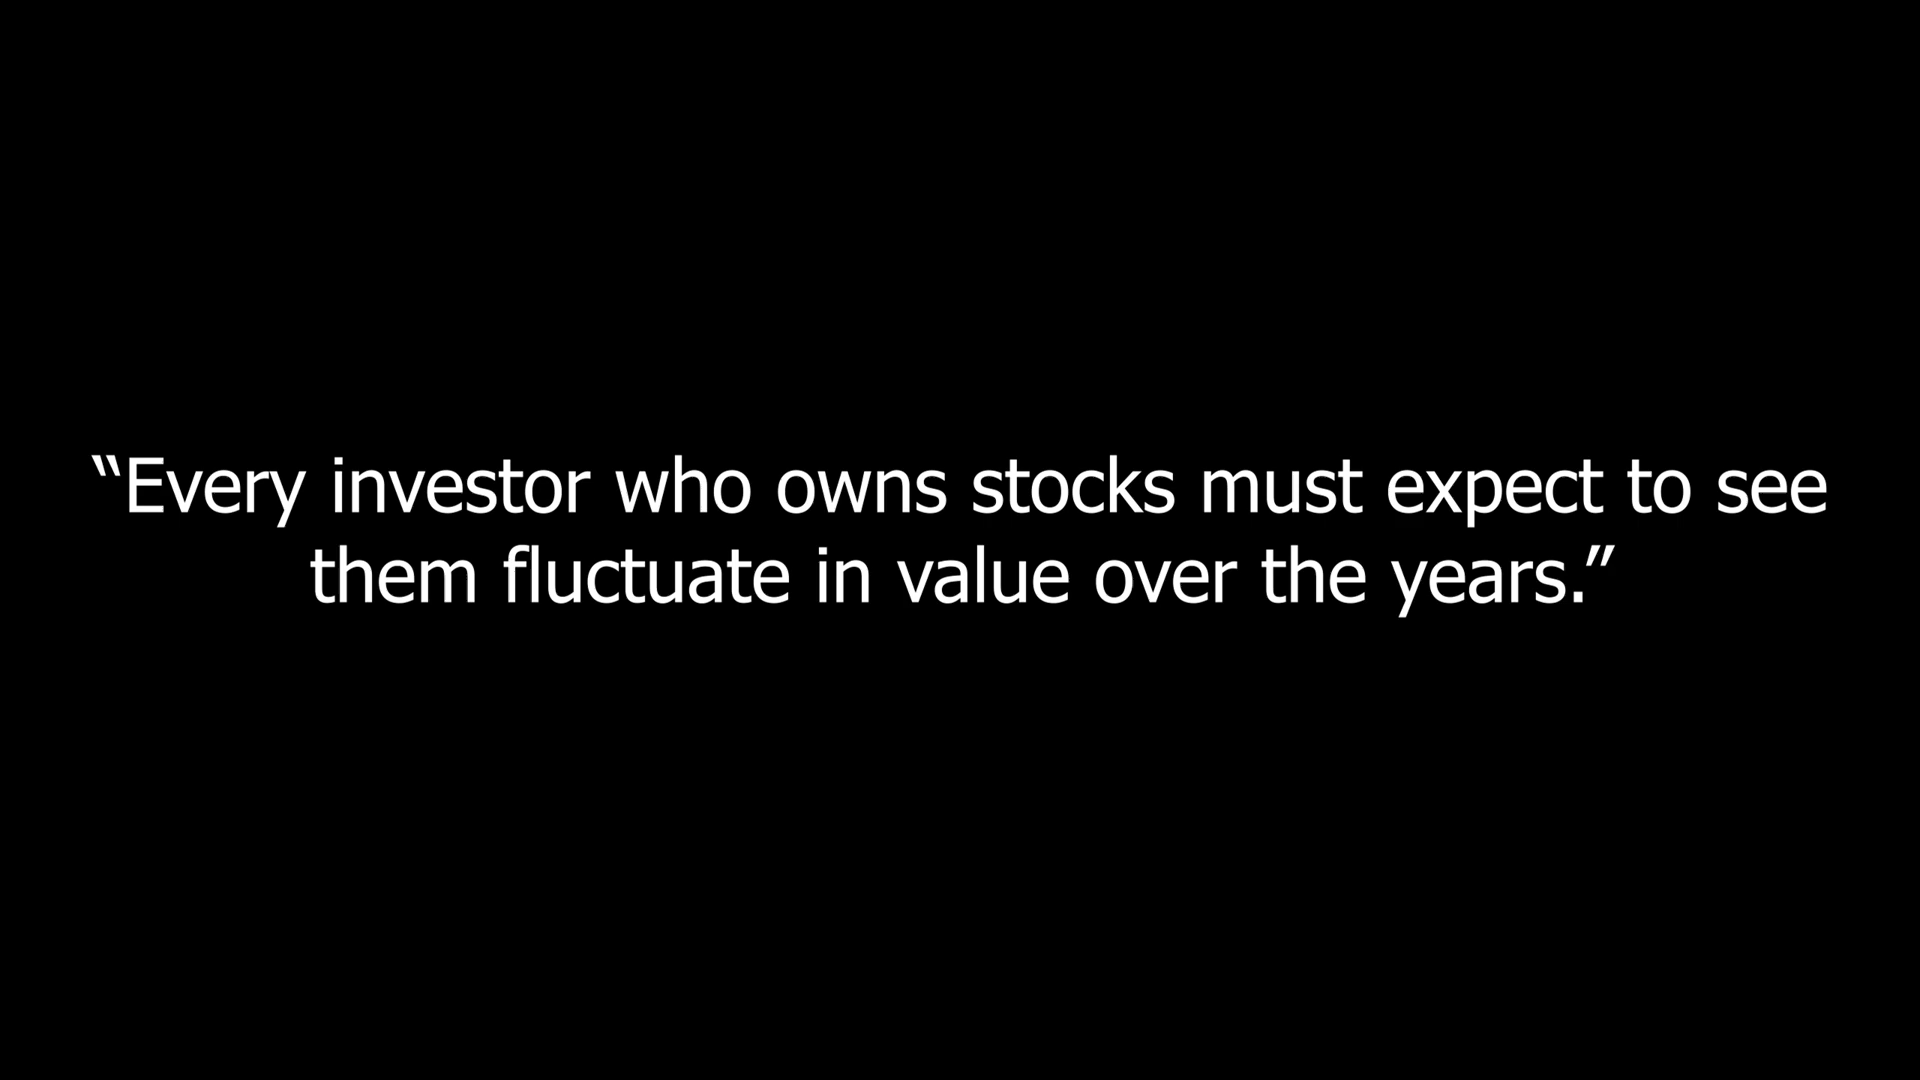 “Every investor who owns stocks must expect to see
them fluctuate in value over the years.”